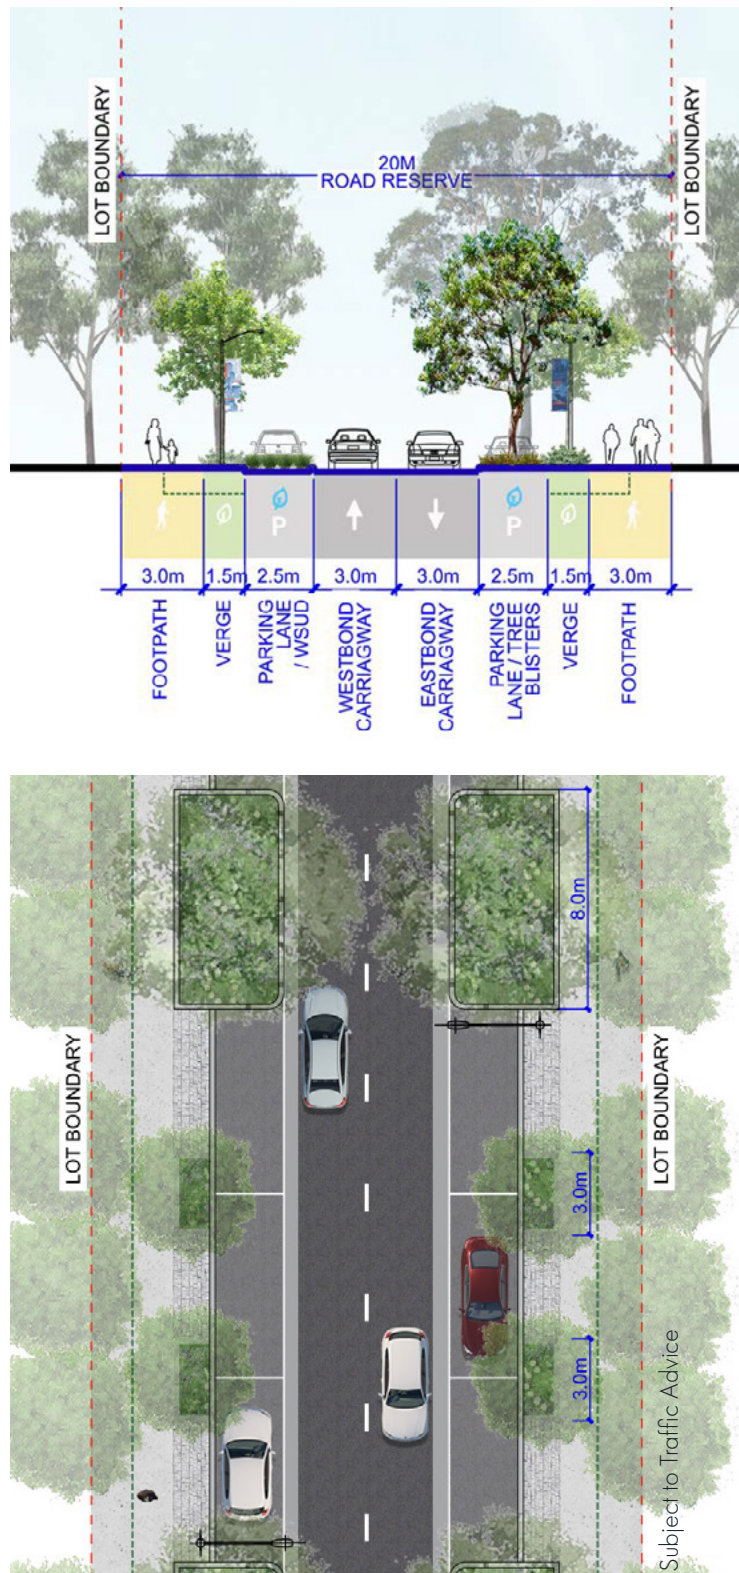 LOT BOUNDARY
20M
ROAD RESERVE
LOT BOUNDARY
P
P
3.0m
1.5m
2.5m
3.0m
3.0m
2.5m
1.5m
3.0m
FOOTPATH
VERGE
PARKING
LANE
/ WSUD
WESTBOND
CARRIAGWAY
EASTBOND
CARRIAGWAY
PARKING
LANE / TREE
BLISTERS
VERGE
FOOTPATH
8.0m
LOT BOUNDARY
LOT BOUNDARY
3.0m
3.0m
Subject to Traffic Advice